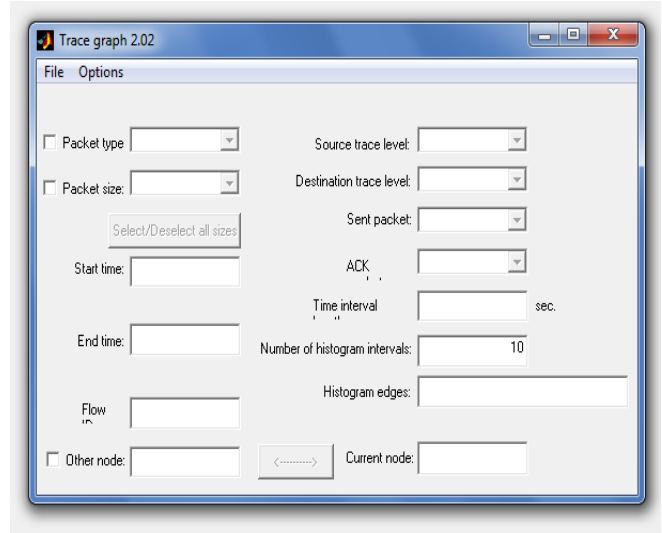 Trace graph 2.02
File Options
Packet type
Source trace level:
Packet size:
Destination trace level:
Select/Deselect all sizes
Sent packet:
Start time:
ACK
Time interval
sec.
End time:
Number of histogram intervals:
10
Histogram edges:
Flow
Other node:
<---------->
Current node: